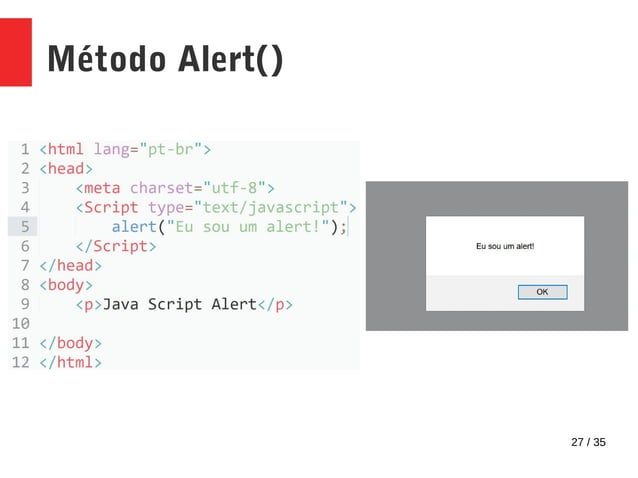 Método Alert()
1 <html lang="pt-br">
2 <head>
3 <meta charset="utf-8">
4 <Script type="text/javascript">
5 alert("Eu sou um alert!");
6 </Script>
7 </head>
8 <body>
9 <p>Java Script Alert</p>
10
11 </body>
12 </html>
Eu sou um alert!
OK
27 / 35